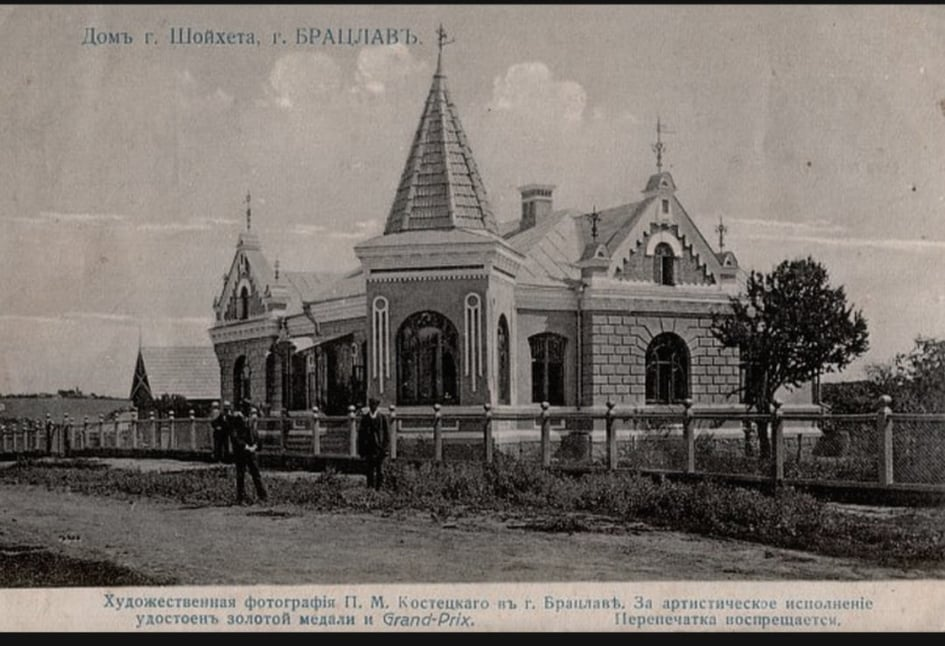 Домъ г. Шойхета, г. БРАЦЛАВЪ.
Художественная фотографія П. М. Костецкаго въ г. Брацлавѣ. За артистическое исполненіе
удостоенъ золотой медали и Grand-Prix. Перепечатка воспрещается.